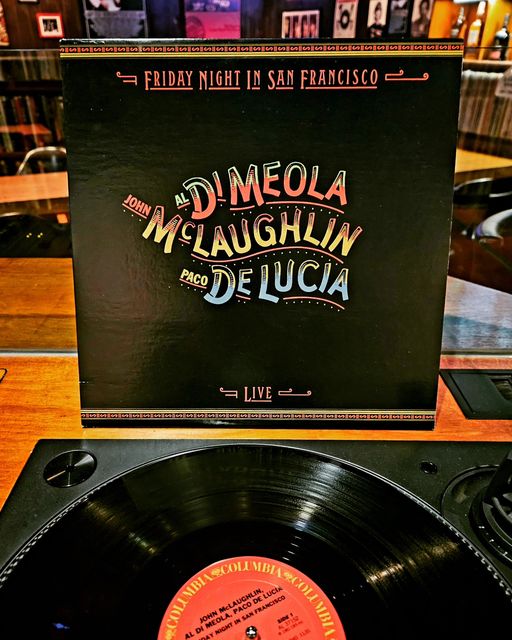 FRIDAY NIGHT IN SAN FRANCISCO
AL DI MEOLA
JOHN McLAUGHLIN
PACO DE LUCIA
LIVE
COLUMBIA COLUMBIA COLUMBIA
JOHN McLAUGHLIN,
AL DI MEOLA, PACO DE LUCIA
FRIDAY NIGHT IN SAN FRANCISCO
SIDE 1